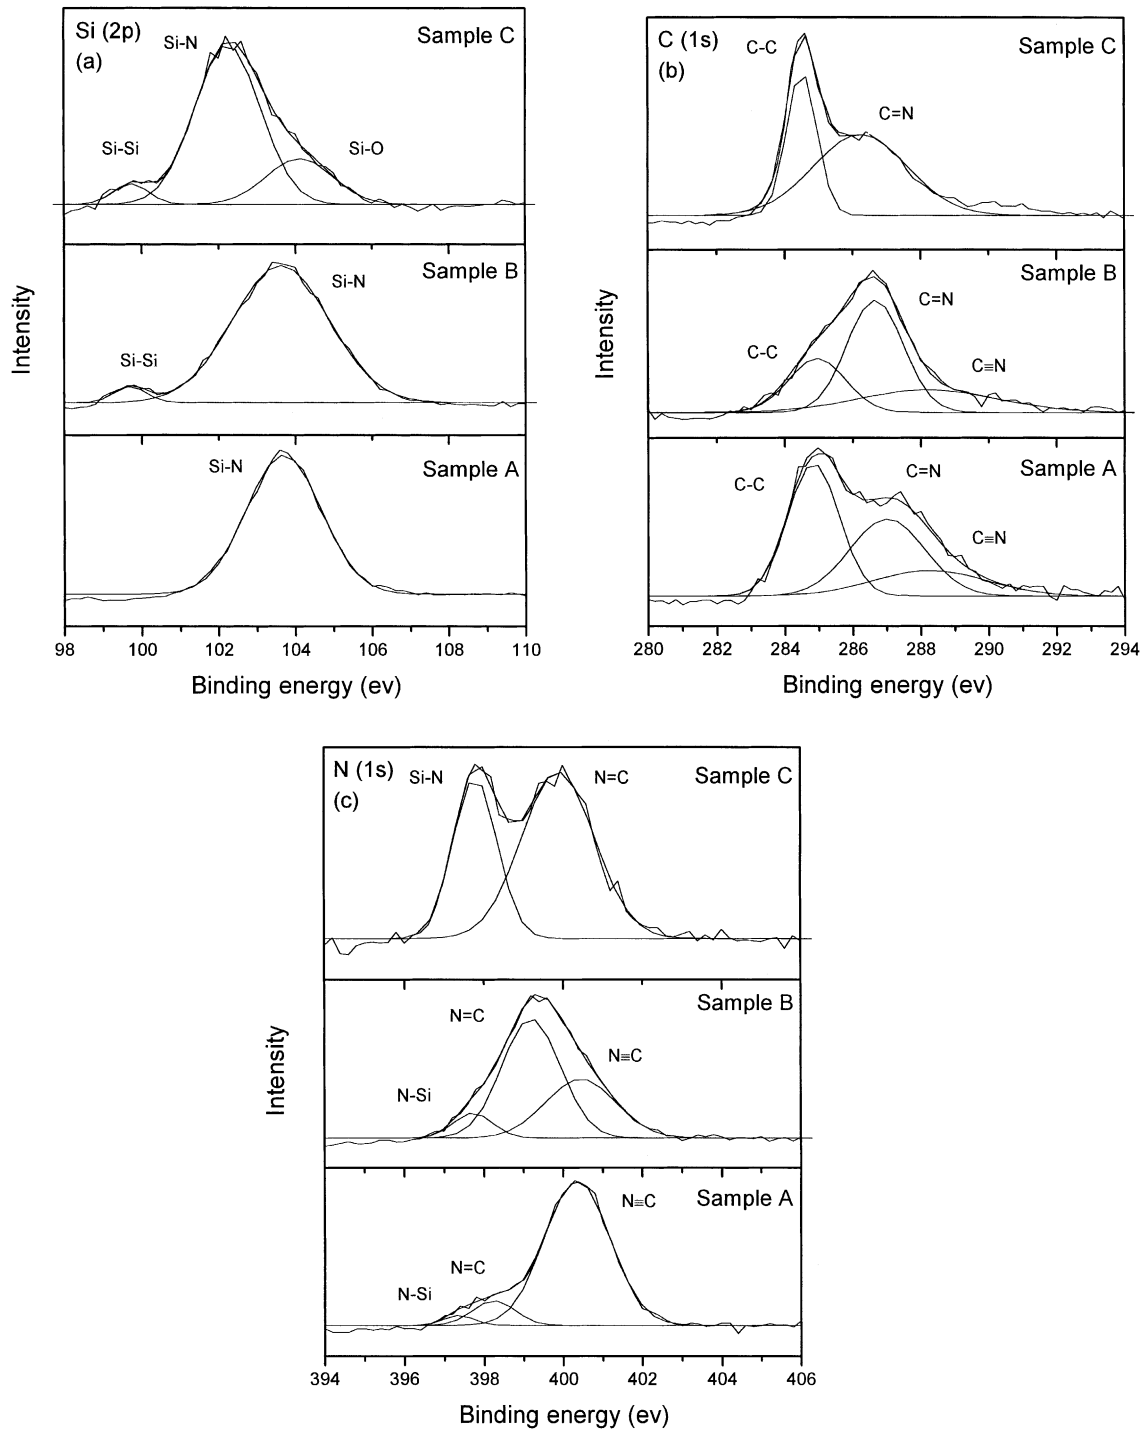 Si (2p)
(a)
Si-N
Sample C
Si-Si
Si-O
Sample B
Si-N
Si-Si
Sample A
Si-N
Intensity
98 100 102 104 106 108 110
Binding energy (ev)
C (1s)
(b)
C-C
Sample C
C=N
Sample B
C=N
C-C
C≡N
Sample A
C=N
C-C
C≡N
Intensity
280 282 284 286 288 290 292 294
Binding energy (ev)
N (1s)
(c)
Si-N
N=C
Sample C
Sample B
N=C
N≡C
N-Si
Sample A
N≡C
N=C
N-Si
Intensity
394 396 398 400 402 404 406
Binding energy (ev)